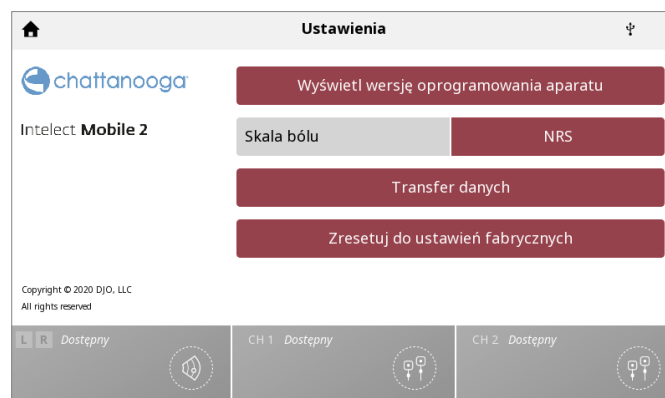 Ustawienia
chattanooga
Wyświetl wersję oprogramowania aparatu
Intelect Mobile 2
Skala bólu NRS
Transfer danych
Zresetuj do ustawień fabrycznych
Copyright © 2020 DJO, LLC
All rights reserved
L R Dostępny CH 1 Dostępny CH 2 Dostępny